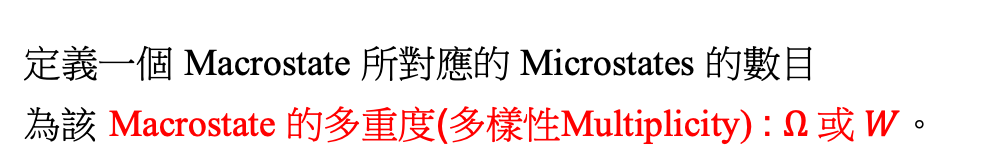 定義一個 Macrostate 所對應的 Microstates 的數目
為該 Macrostate 的多重度(多樣性Multiplicity) : Ω 或 W。